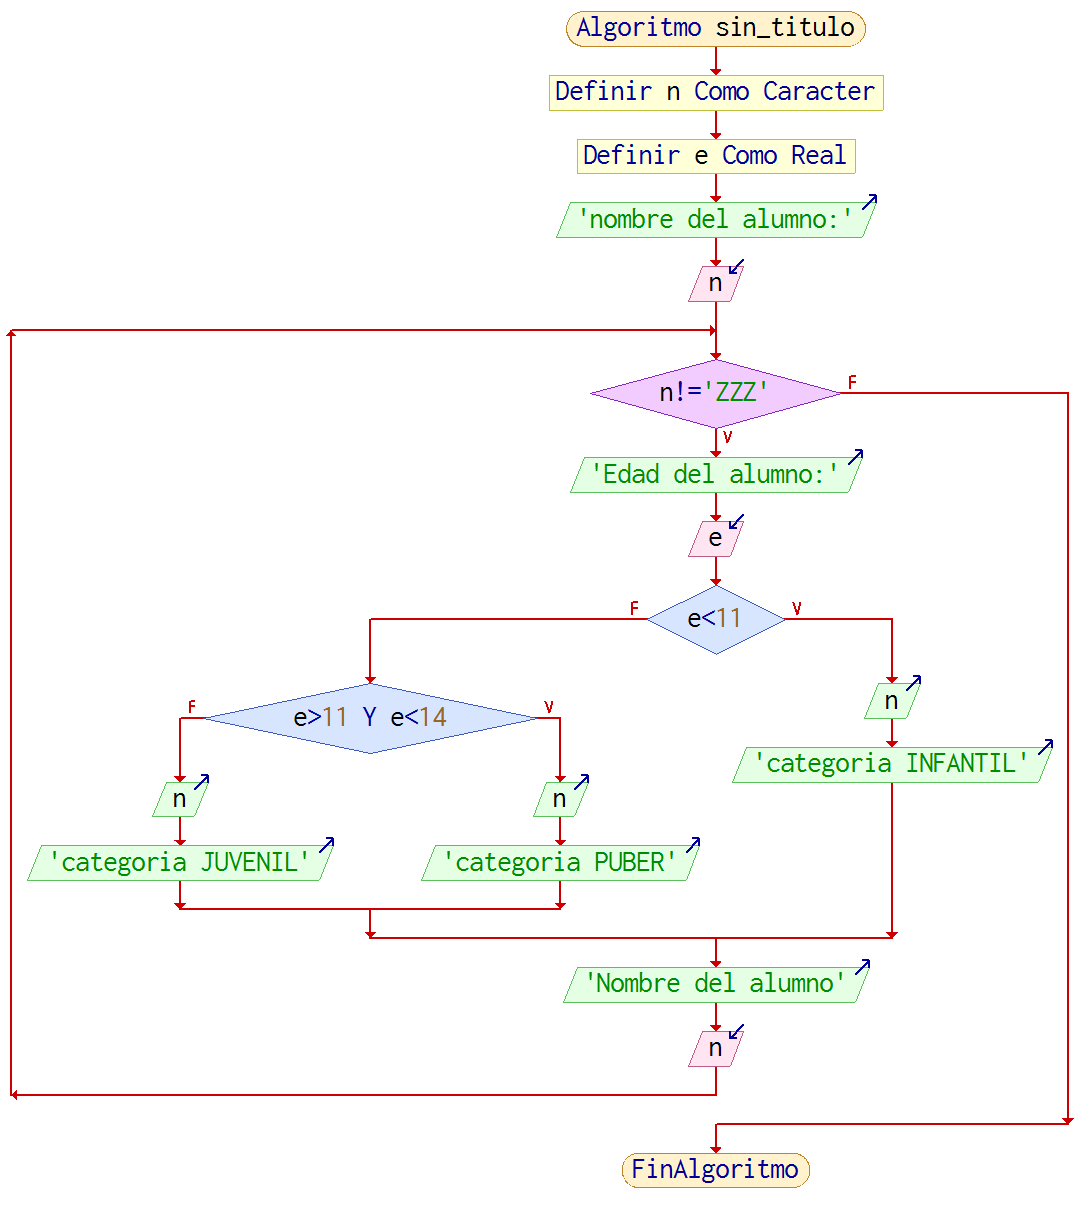 Algoritmo sin_titulo
Definir n Como Caracter
Definir e Como Real
'nombre del alumno:'
n
n!='ZZZ'
F
V
'Edad del alumno:'
e
e<11
F
V
e>11 Y e<14
F
V
n
'categoria INFANTIL'
n
n
'categoria JUVENIL'
'categoria PUBER'
'Nombre del alumno'
n
FinAlgoritmo